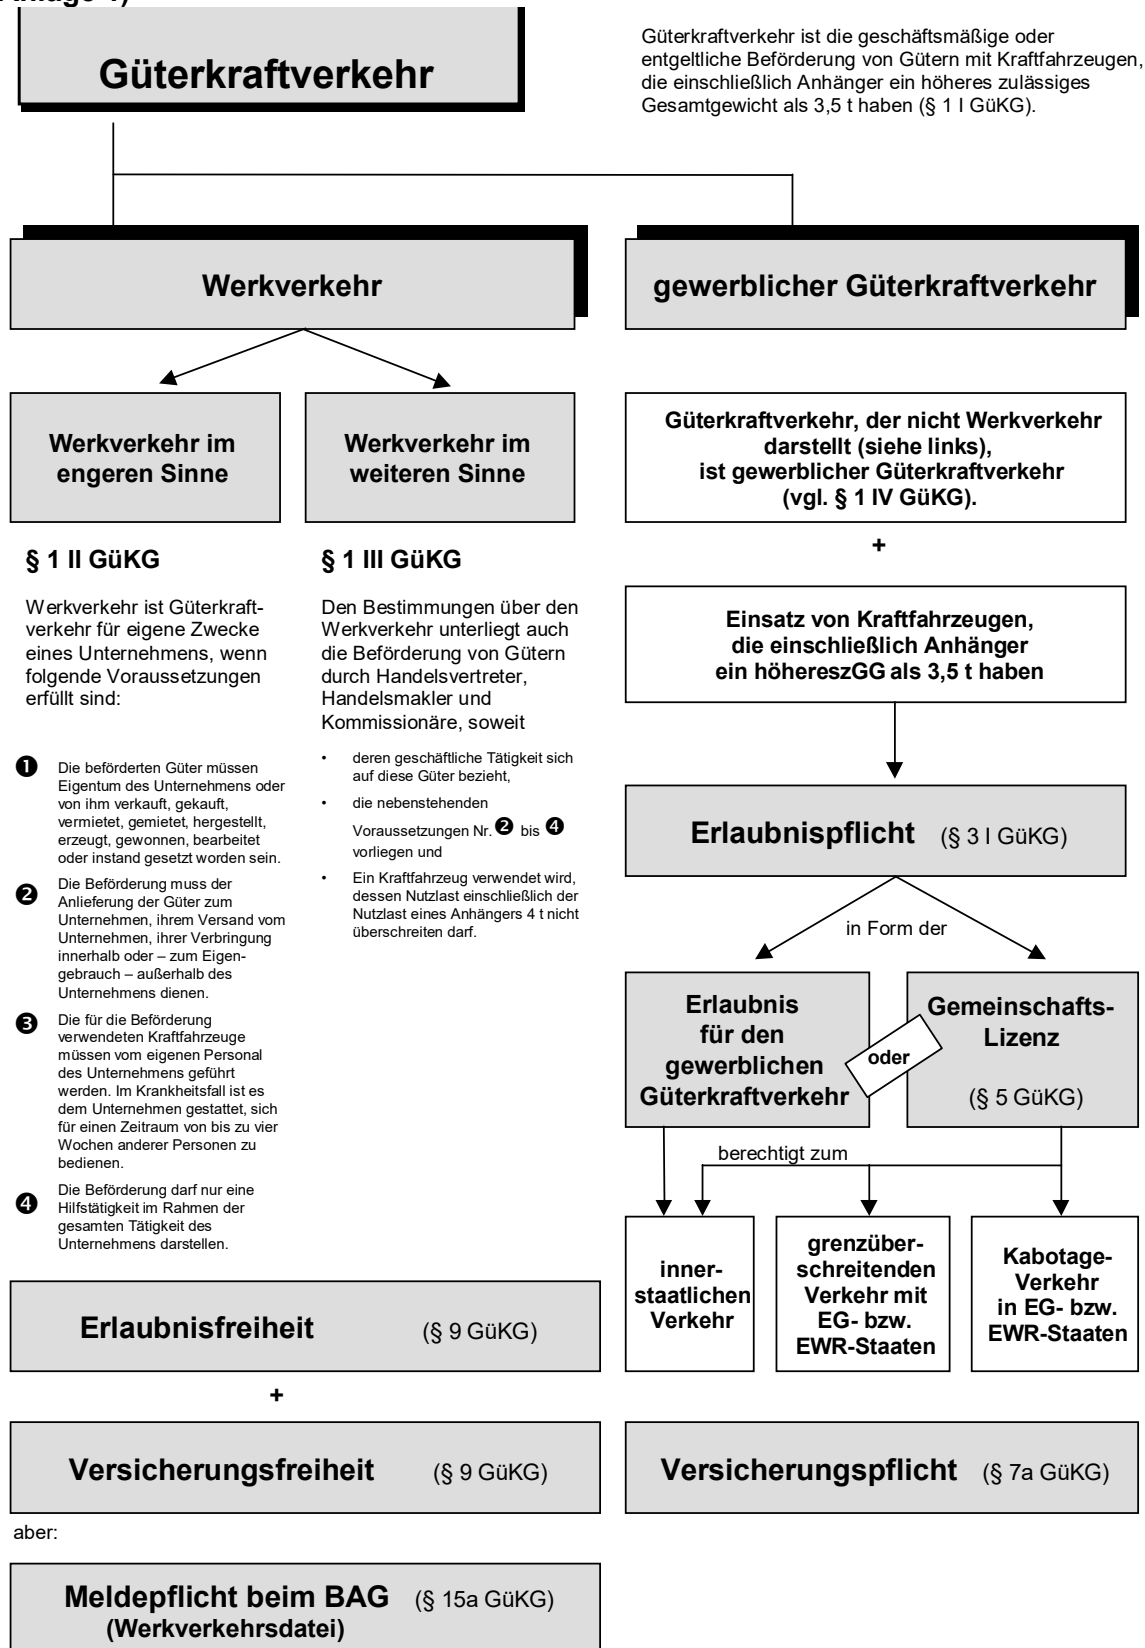 Anlage 4)
Güterkraftverkehr
Güterkraftverkehr ist die geschäftsmäßige oder
entgeltliche Beförderung von Gütern mit Kraftfahrzeugen,
die einschließlich Anhänger ein höheres zulässiges
Gesamtgewicht als 3,5 t haben (§ 1 I GüKG).
Werkverkehr
gewerblicher Güterkraftverkehr
Werkverkehr im
engeren Sinne
Werkverkehr im
weiteren Sinne
§ 1 II GüKG
Werkverkehr ist Güterkraft-
verkehr für eigene Zwecke
eines Unternehmens, wenn
folgende Voraussetzungen
erfüllt sind:
❶ Die beförderten Güter müssen
Eigentum des Unternehmens oder
von ihm verkauft, gekauft,
vermietet, gemietet, hergestellt,
erzeugt, gewonnen, bearbeitet
oder instand gesetzt worden sein.
❷ Die Beförderung muss der
Anlieferung der Güter zum
Unternehmen, ihrem Versand vom
Unternehmen, ihrer Verbringung
innerhalb oder – zum Eigen-
gebrauch – außerhalb des
Unternehmens dienen.
❸ Die für die Beförderung
verwendeten Kraftfahrzeuge
müssen vom eigenen Personal
des Unternehmens geführt
werden. Im Krankheitsfall ist es
dem Unternehmen gestattet, sich
für einen Zeitraum von bis zu vier
Wochen anderer Personen zu
bedienen.
❹ Die Beförderung darf nur eine
Hilfstätigkeit im Rahmen der
gesamten Tätigkeit des
Unternehmens darstellen.
§ 1 III GüKG
Den Bestimmungen über den
Werkverkehr unterliegt auch
die Beförderung von Gütern
durch Handelsvertreter,
Handelsmakler und
Kommissionäre, soweit
• deren geschäftliche Tätigkeit sich
auf diese Güter bezieht,
• die nebenstehenden
Voraussetzungen Nr. ❷ bis ❹
vorliegen und
• Ein Kraftfahrzeug verwendet wird,
dessen Nutzlast einschließlich der
Nutzlast eines Anhängers 4 t nicht
überschreiten darf.
Erlaubnisfreiheit (§ 9 GüKG)
+
Versicherungsfreiheit (§ 9 GüKG)
aber:
Meldepflicht beim BAG (§ 15a GüKG)
(Werkverkehrsdatei)
Güterkraftverkehr, der nicht Werkverkehr
darstellt (siehe links),
ist gewerblicher Güterkraftverkehr
(vgl. § 1 IV GüKG).
+
Einsatz von Kraftfahrzeugen,
die einschließlich Anhänger
ein höhereszGG als 3,5 t haben
Erlaubnispflicht (§ 3 I GüKG)
in Form der
Erlaubnis
für den
gewerblichen
Güterkraftverkehr
oder
Gemeinschafts-
Lizenz
(§ 5 GüKG)
berechtigt zum
inner-
staatlichen
Verkehr
grenzüber-
schreitenden
Verkehr mit
EG- bzw.
EWR-Staaten
Kabotage-
Verkehr
in EG- bzw.
EWR-Staaten
Versicherungspflicht (§ 7a GüKG)